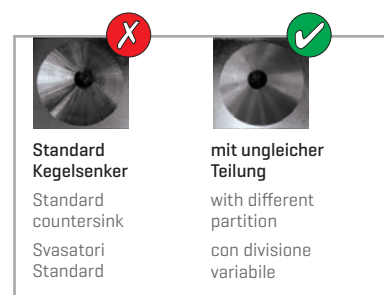 Standard
Kegelsenker
Standard
countersink
Svasatori
Standard
mit ungleicher
Teilung
with different
partition
con divisione
variabile